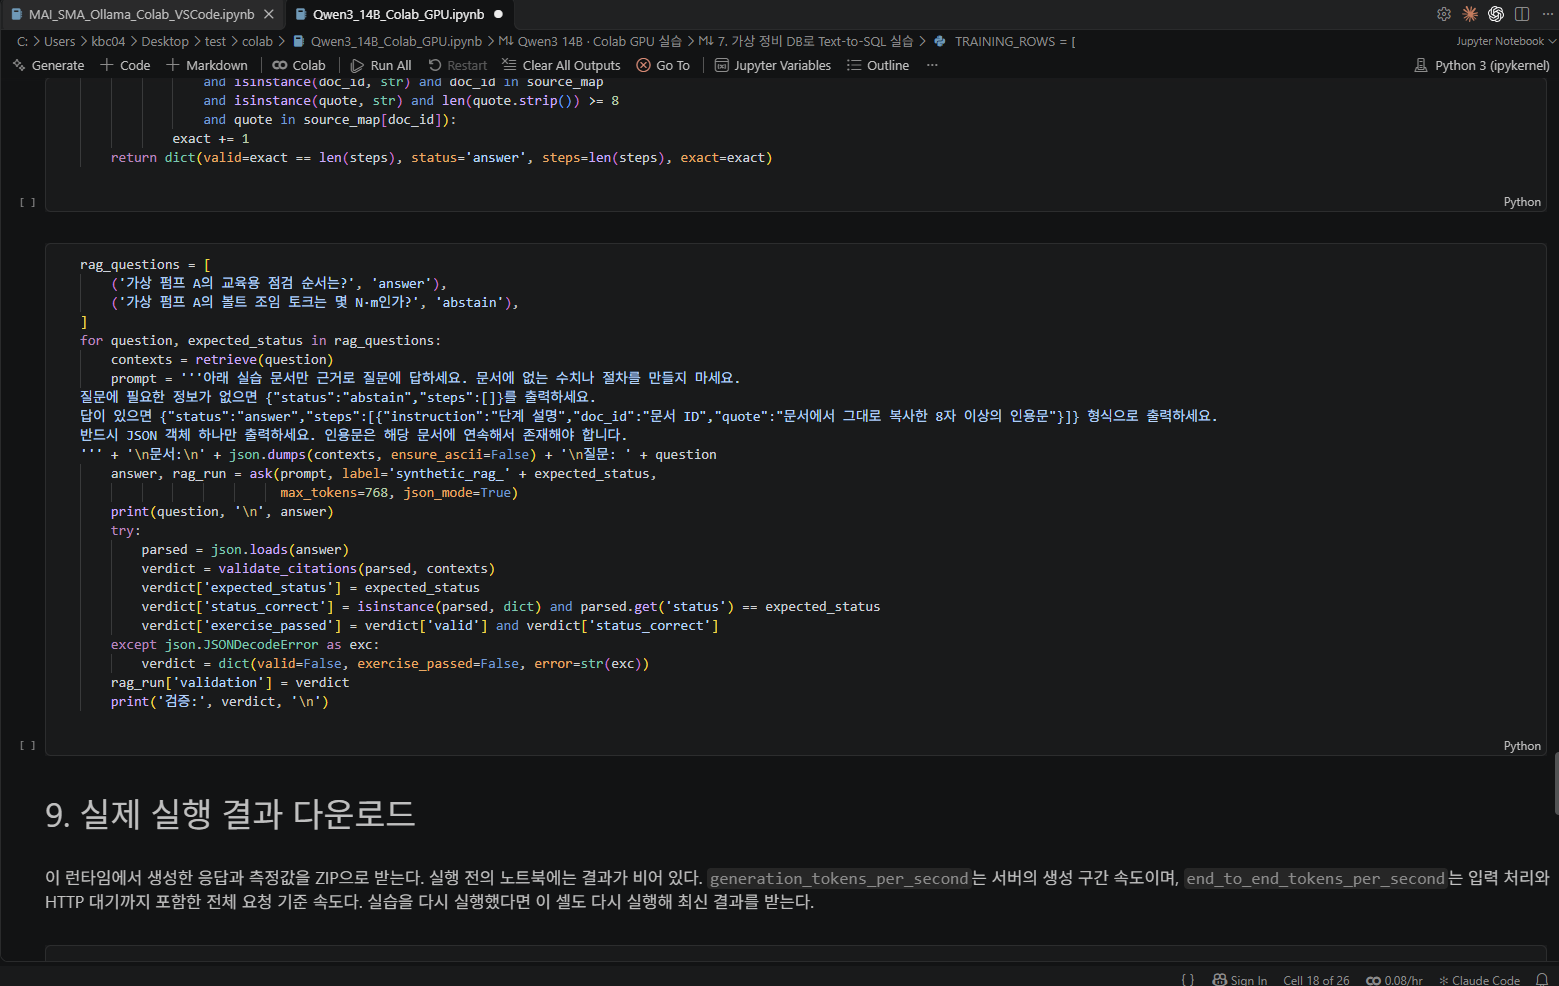 MAI_SMA_Ollama_Colab_VSCode.ipynb
Qwen3_14B_Colab_GPU.ipynb
C: > Users > kbc04 > Desktop > test > colab > Qwen3_14B_Colab_GPU.ipynb > M↓ Qwen3 14B · Colab GPU 실습 > M↓ 7. 가상 정비 DB로 Text-to-SQL 실습 > TRAINING_ROWS = [
Jupyter Notebook
Generate + Code + Markdown Colab Run All Restart Clear All Outputs Go To Jupyter Variables Outline ···
Python 3 (ipykernel)
and isinstance(doc_id, str) and doc_id in source_map
and isinstance(quote, str) and len(quote.strip()) >= 8
and quote in source_map[doc_id]):
exact += 1
return dict(valid=exact == len(steps), status='answer', steps=len(steps), exact=exact)
[ ]
Python
rag_questions = [
('가상 펌프 A의 교육용 점검 순서는?', 'answer'),
('가상 펌프 A의 볼트 조임 토크는 몇 N·m인가?', 'abstain'),
]
for question, expected_status in rag_questions:
contexts = retrieve(question)
prompt = '''아래 실습 문서만 근거로 질문에 답하세요. 문서에 없는 수치나 절차를 만들지 마세요.
질문에 필요한 정보가 없으면 {"status":"abstain","steps":[]}를 출력하세요.
답이 있으면 {"status":"answer","steps":[{"instruction":"단계 설명","doc_id":"문서 ID","quote":"문서에서 그대로 복사한 8자 이상의 인용문"}]} 형식으로 출력하세요.
반드시 JSON 객체 하나만 출력하세요. 인용문은 해당 문서에 연속해서 존재해야 합니다.
''' + '\n문서:\n' + json.dumps(contexts, ensure_ascii=False) + '\n질문: ' + question
answer, rag_run = ask(prompt, label='synthetic_rag_' + expected_status,
max_tokens=768, json_mode=True)
print(question, '\n', answer)
try:
parsed = json.loads(answer)
verdict = validate_citations(parsed, contexts)
verdict['expected_status'] = expected_status
verdict['status_correct'] = isinstance(parsed, dict) and parsed.get('status') == expected_status
verdict['exercise_passed'] = verdict['valid'] and verdict['status_correct']
except json.JSONDecodeError as exc:
verdict = dict(valid=False, exercise_passed=False, error=str(exc))
rag_run['validation'] = verdict
print('검증:', verdict, '\n')
[ ]
Python
9. 실제 실행 결과 다운로드
이 런타임에서 생성한 응답과 측정값을 ZIP으로 받는다. 실행 전의 노트북에는 결과가 비어 있다. generation_tokens_per_second는 서버의 생성 구간 속도이며, end_to_end_tokens_per_second는 입력 처리와
HTTP 대기까지 포함한 전체 요청 기준 속도다. 실습을 다시 실행했다면 이 셀도 다시 실행해 최신 결과를 받는다.
{ } Sign In Cell 18 of 26 0.08/hr Claude Code